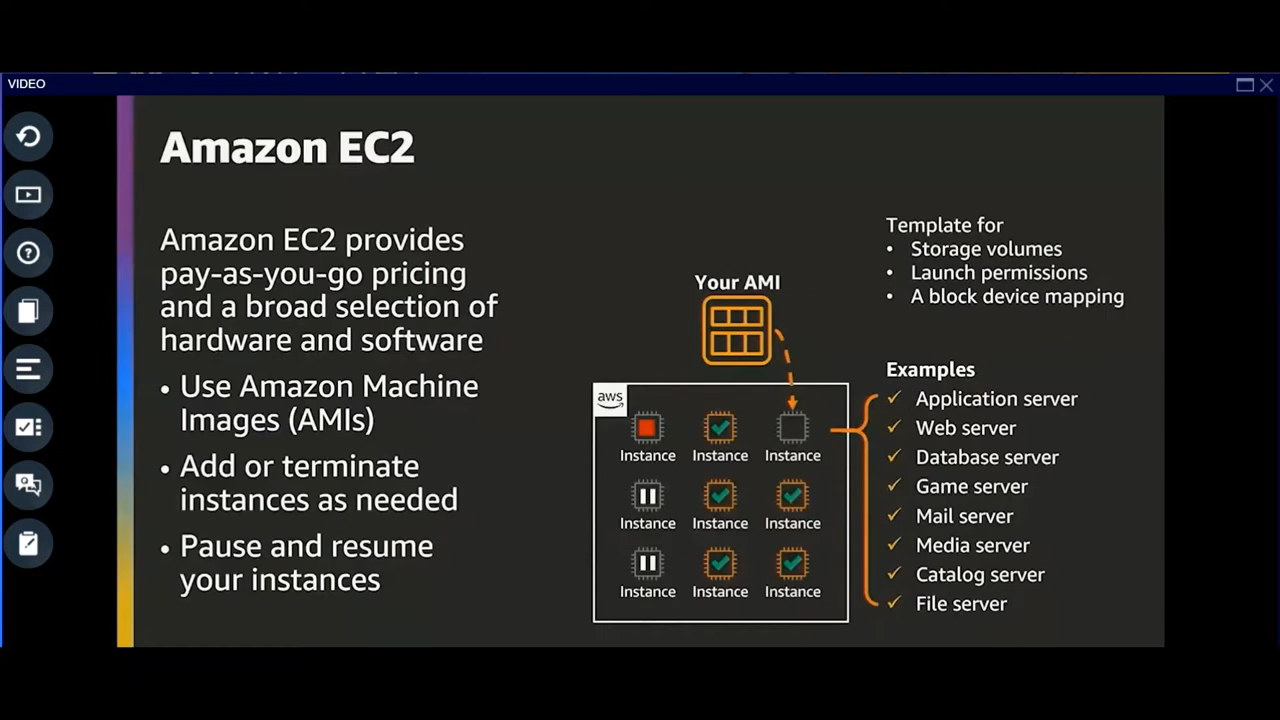 VIDEO
Amazon EC2
Amazon EC2 provides
pay-as-you-go pricing
and a broad selection of
hardware and software
• Use Amazon Machine
Images (AMIs)
• Add or terminate
instances as needed
• Pause and resume
your instances
Your AMI
aws
Instance Instance Instance
Instance Instance Instance
Instance Instance Instance
Template for
• Storage volumes
• Launch permissions
• A block device mapping
Examples
✓ Application server
✓ Web server
✓ Database server
✓ Game server
✓ Mail server
✓ Media server
✓ Catalog server
✓ File server